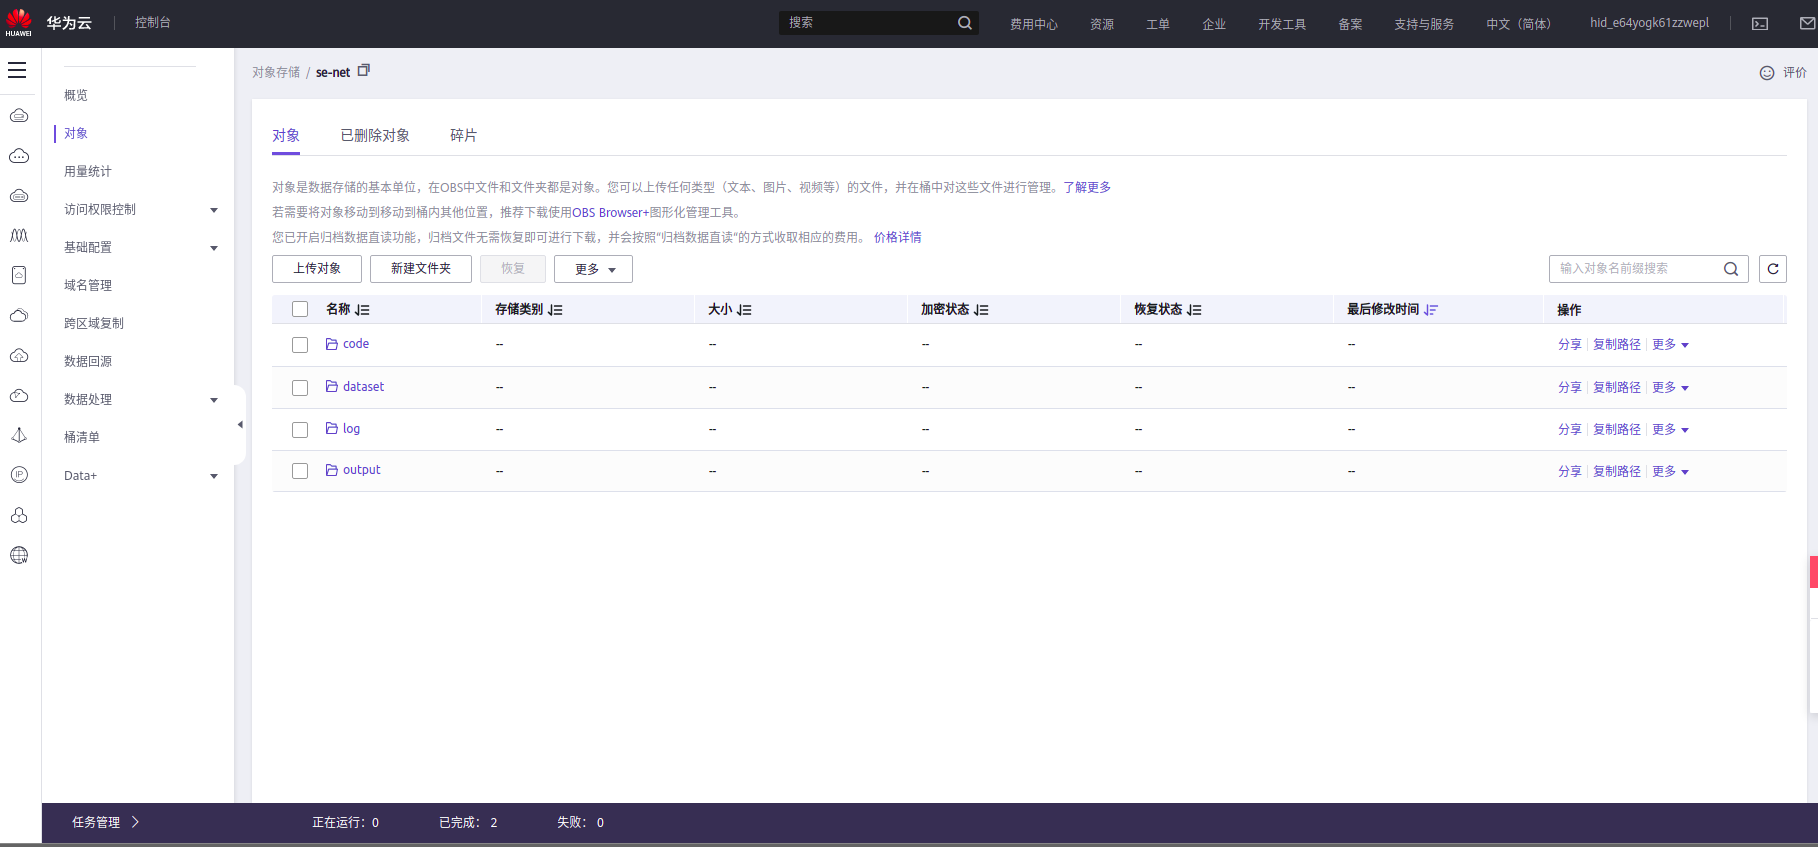 HUAWEI
华为云
控制台
搜索
费用中心
资源
工单
企业
开发工具
备案
支持与服务
中文（简体）
hid_e64yogk61zzwepl
对象存储 / se-net
评价
概览
对象
用量统计
访问权限控制
基础配置
域名管理
跨区域复制
数据回源
数据处理
桶清单
Data+
对象 已删除对象 碎片
对象是数据存储的基本单位，在OBS中文件和文件夹都是对象。您可以上传任何类型（文本、图片、视频等）的文件，并在桶中对这些文件进行管理。了解更多
若需要将对象移动到移动到桶内其他位置，推荐下载使用OBS Browser+图形化管理工具。
您已开启归档数据直读功能，归档文件无需恢复即可进行下载，并会按照“归档数据直读”的方式收取相应的费用。 价格详情
上传对象 新建文件夹 恢复 更多 输入对象名前缀搜索
名称 存储类别 大小 加密状态 恢复状态 最后修改时间 操作
code -- -- -- -- -- 分享 复制路径 更多
dataset -- -- -- -- -- 分享 复制路径 更多
log -- -- -- -- -- 分享 复制路径 更多
output -- -- -- -- -- 分享 复制路径 更多
任务管理 正在运行：0 已完成： 2 失败： 0
IP